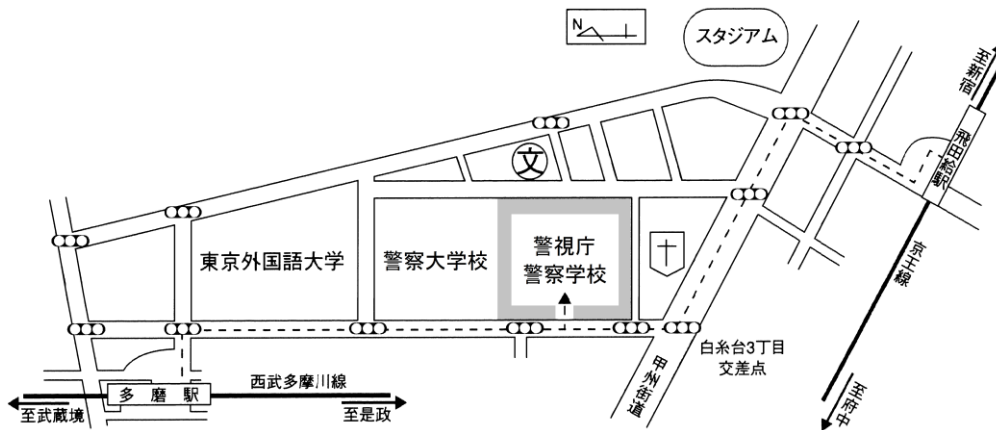 N
スタジアム
至新宿
飛田給駅
文
東京外国語大学
警察大学校
警視庁
警察学校
京王線
白糸台3丁目
交差点
甲州街道
西武多摩川線
多磨駅
至武蔵境
至是政
至府中